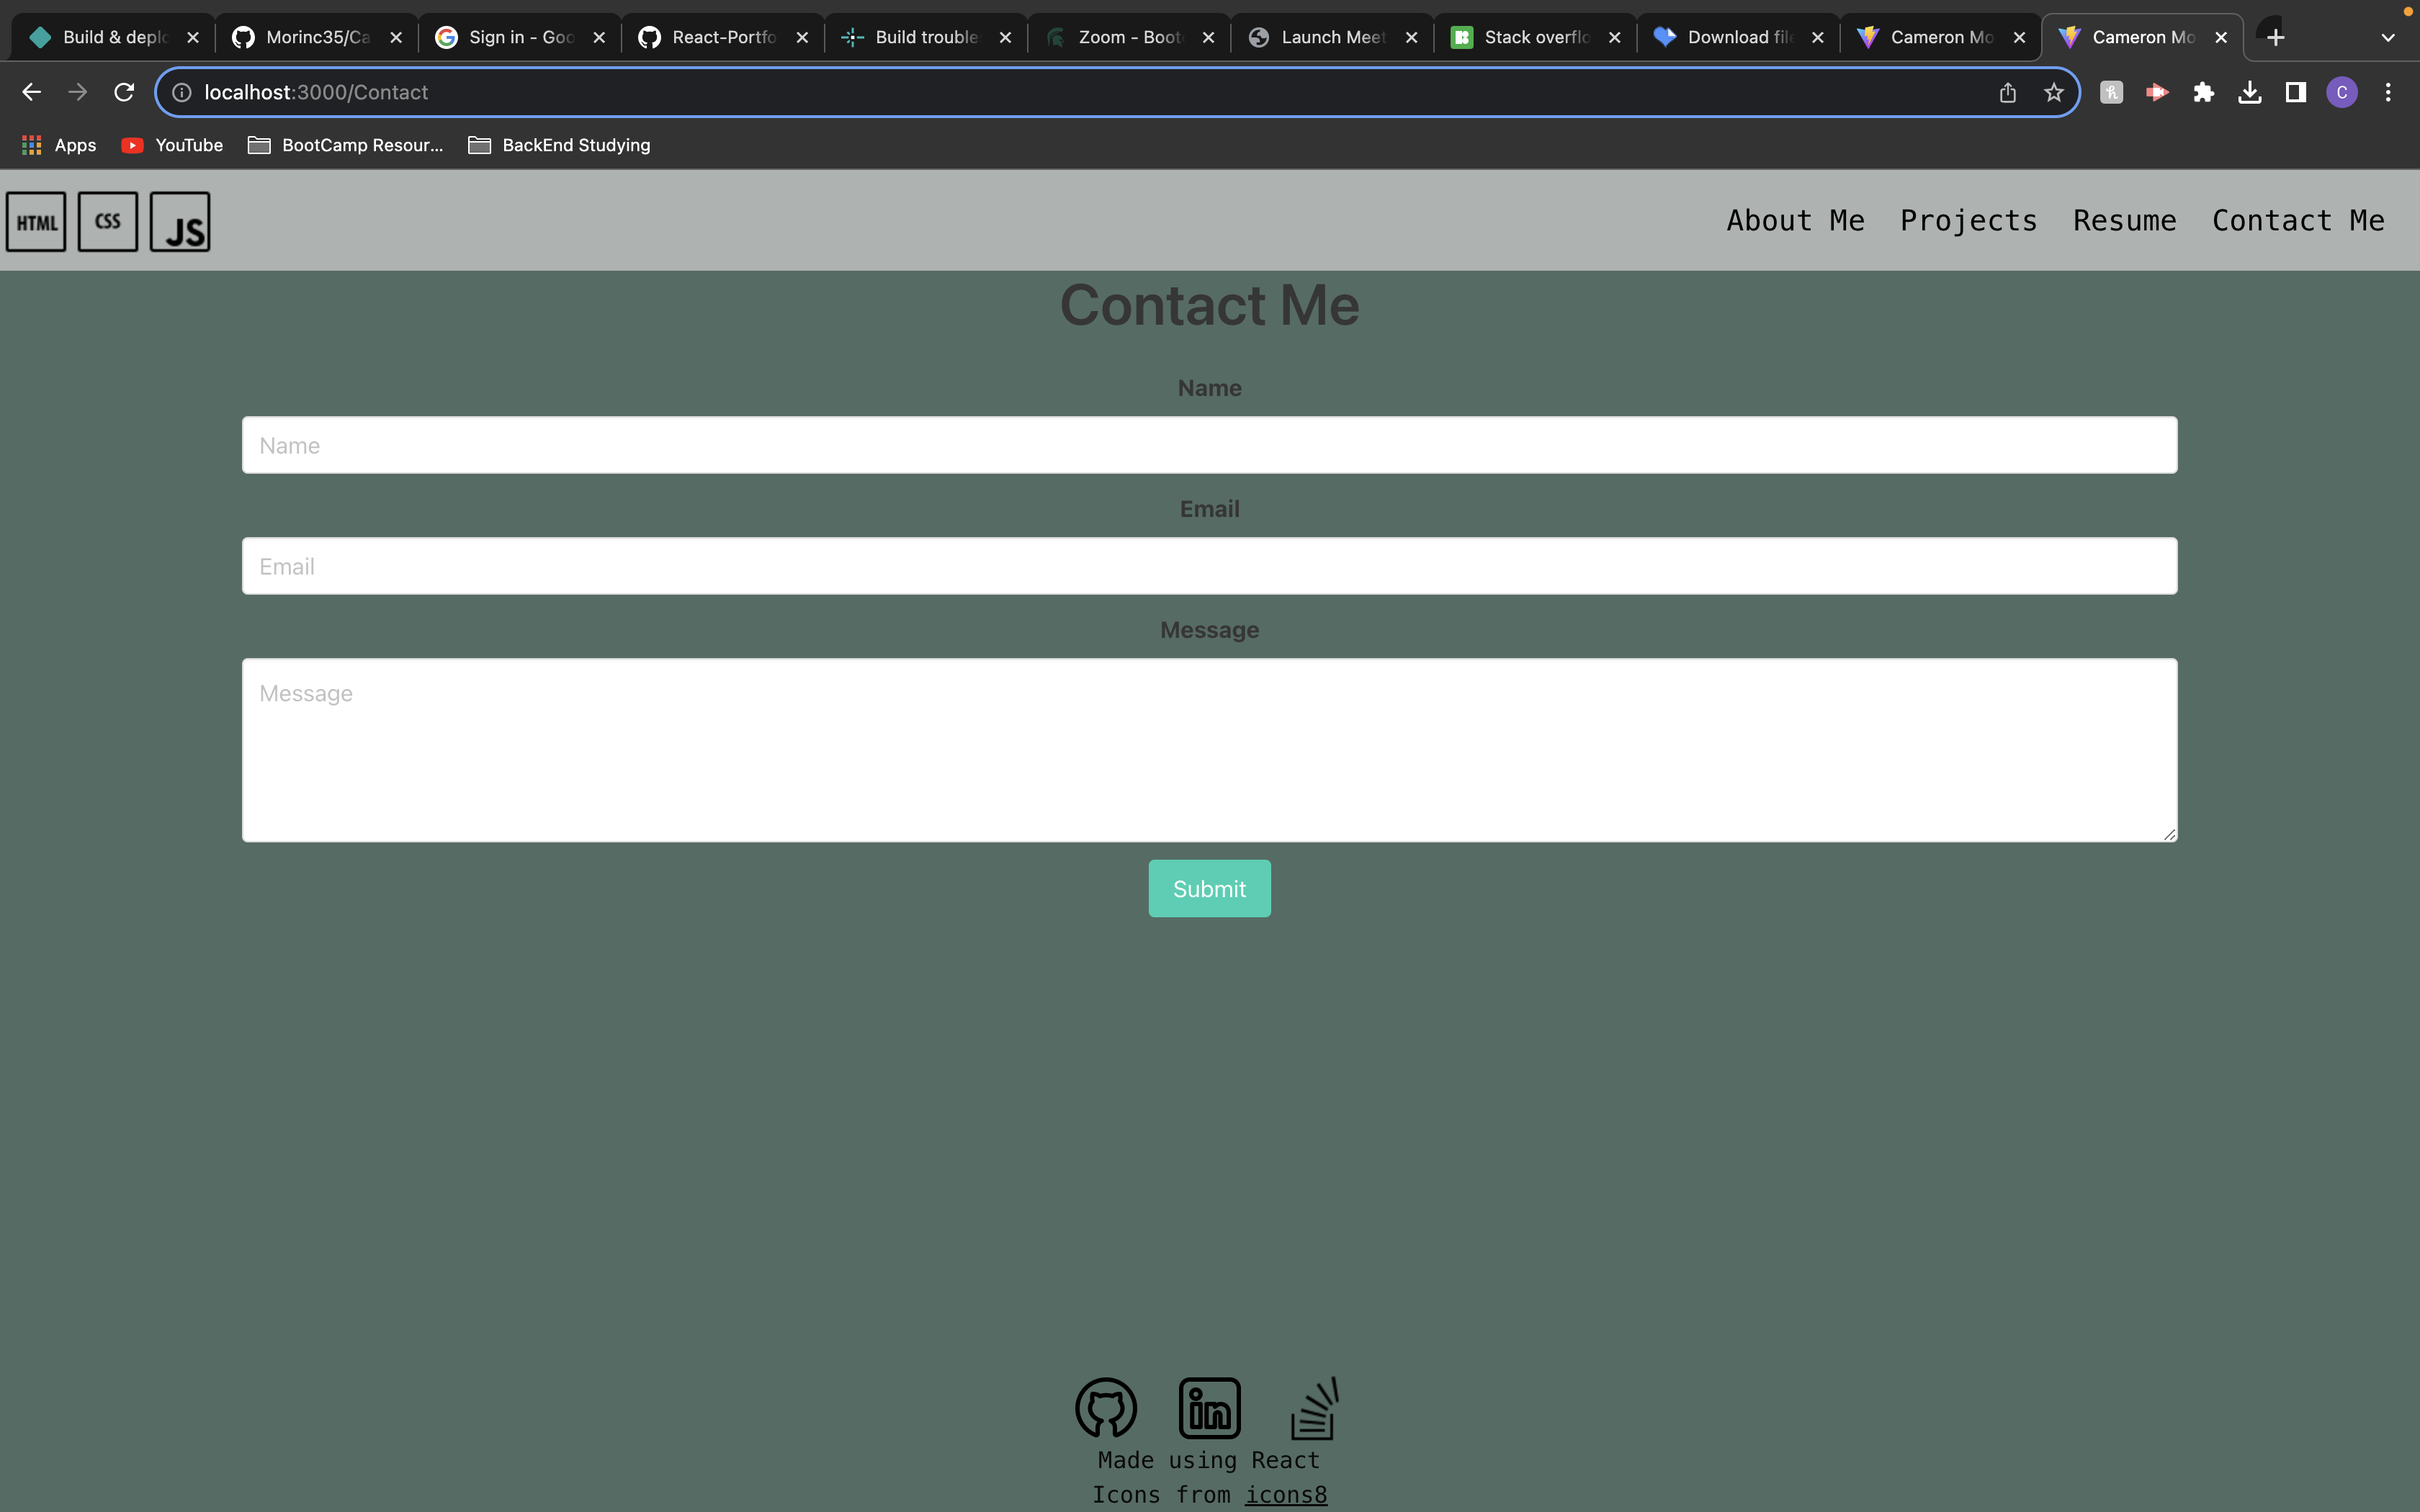 Build & deplo Morinc35/Ca Sign in - Goo React-Portfo Build trouble Zoom - Boot Launch Meet Stack overflo Download file Cameron Mo Cameron Mo
localhost:3000/Contact
C
Apps YouTube BootCamp Resour... BackEnd Studying
HTML CSS JS About Me Projects Resume Contact Me
Contact Me
Name
Name
Email
Email
Message
Message
Submit
in
Made using React
Icons from icons8